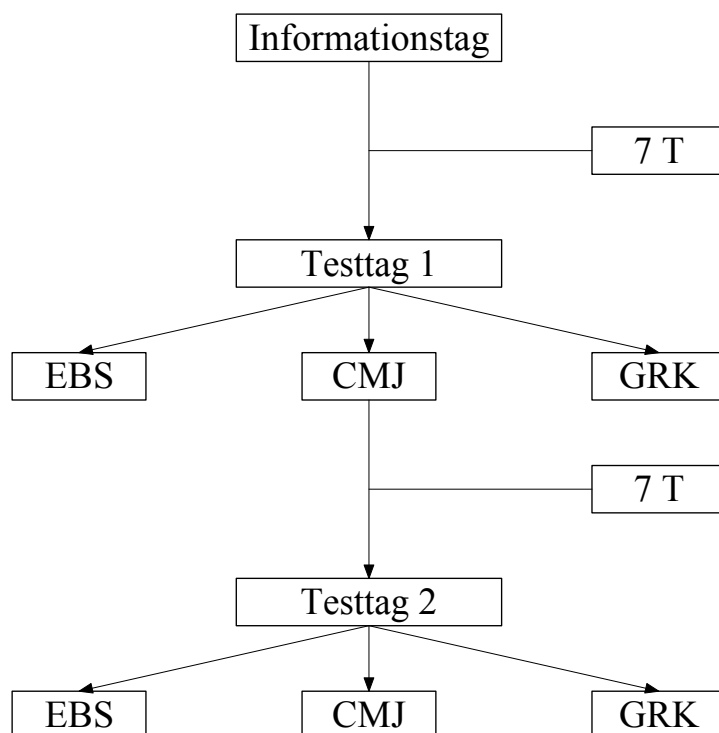 Informationstag
7 T
Testtag 1
EBS
CMJ
GRK
7 T
Testtag 2
EBS
CMJ
GRK